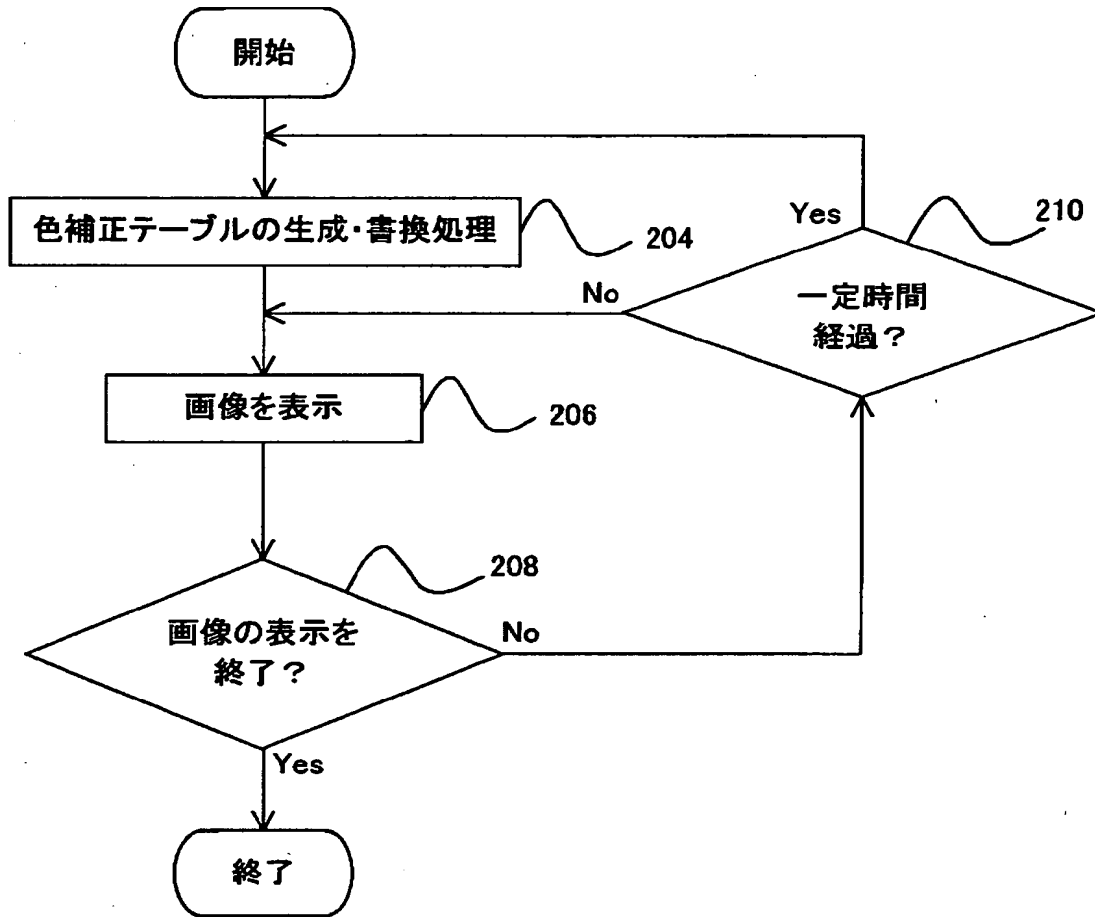 開始
色補正テーブルの生成・書換処理
204
Yes
210
No
一定時間
経過？
画像を表示
206
208
画像の表示を
終了？
No
Yes
終了